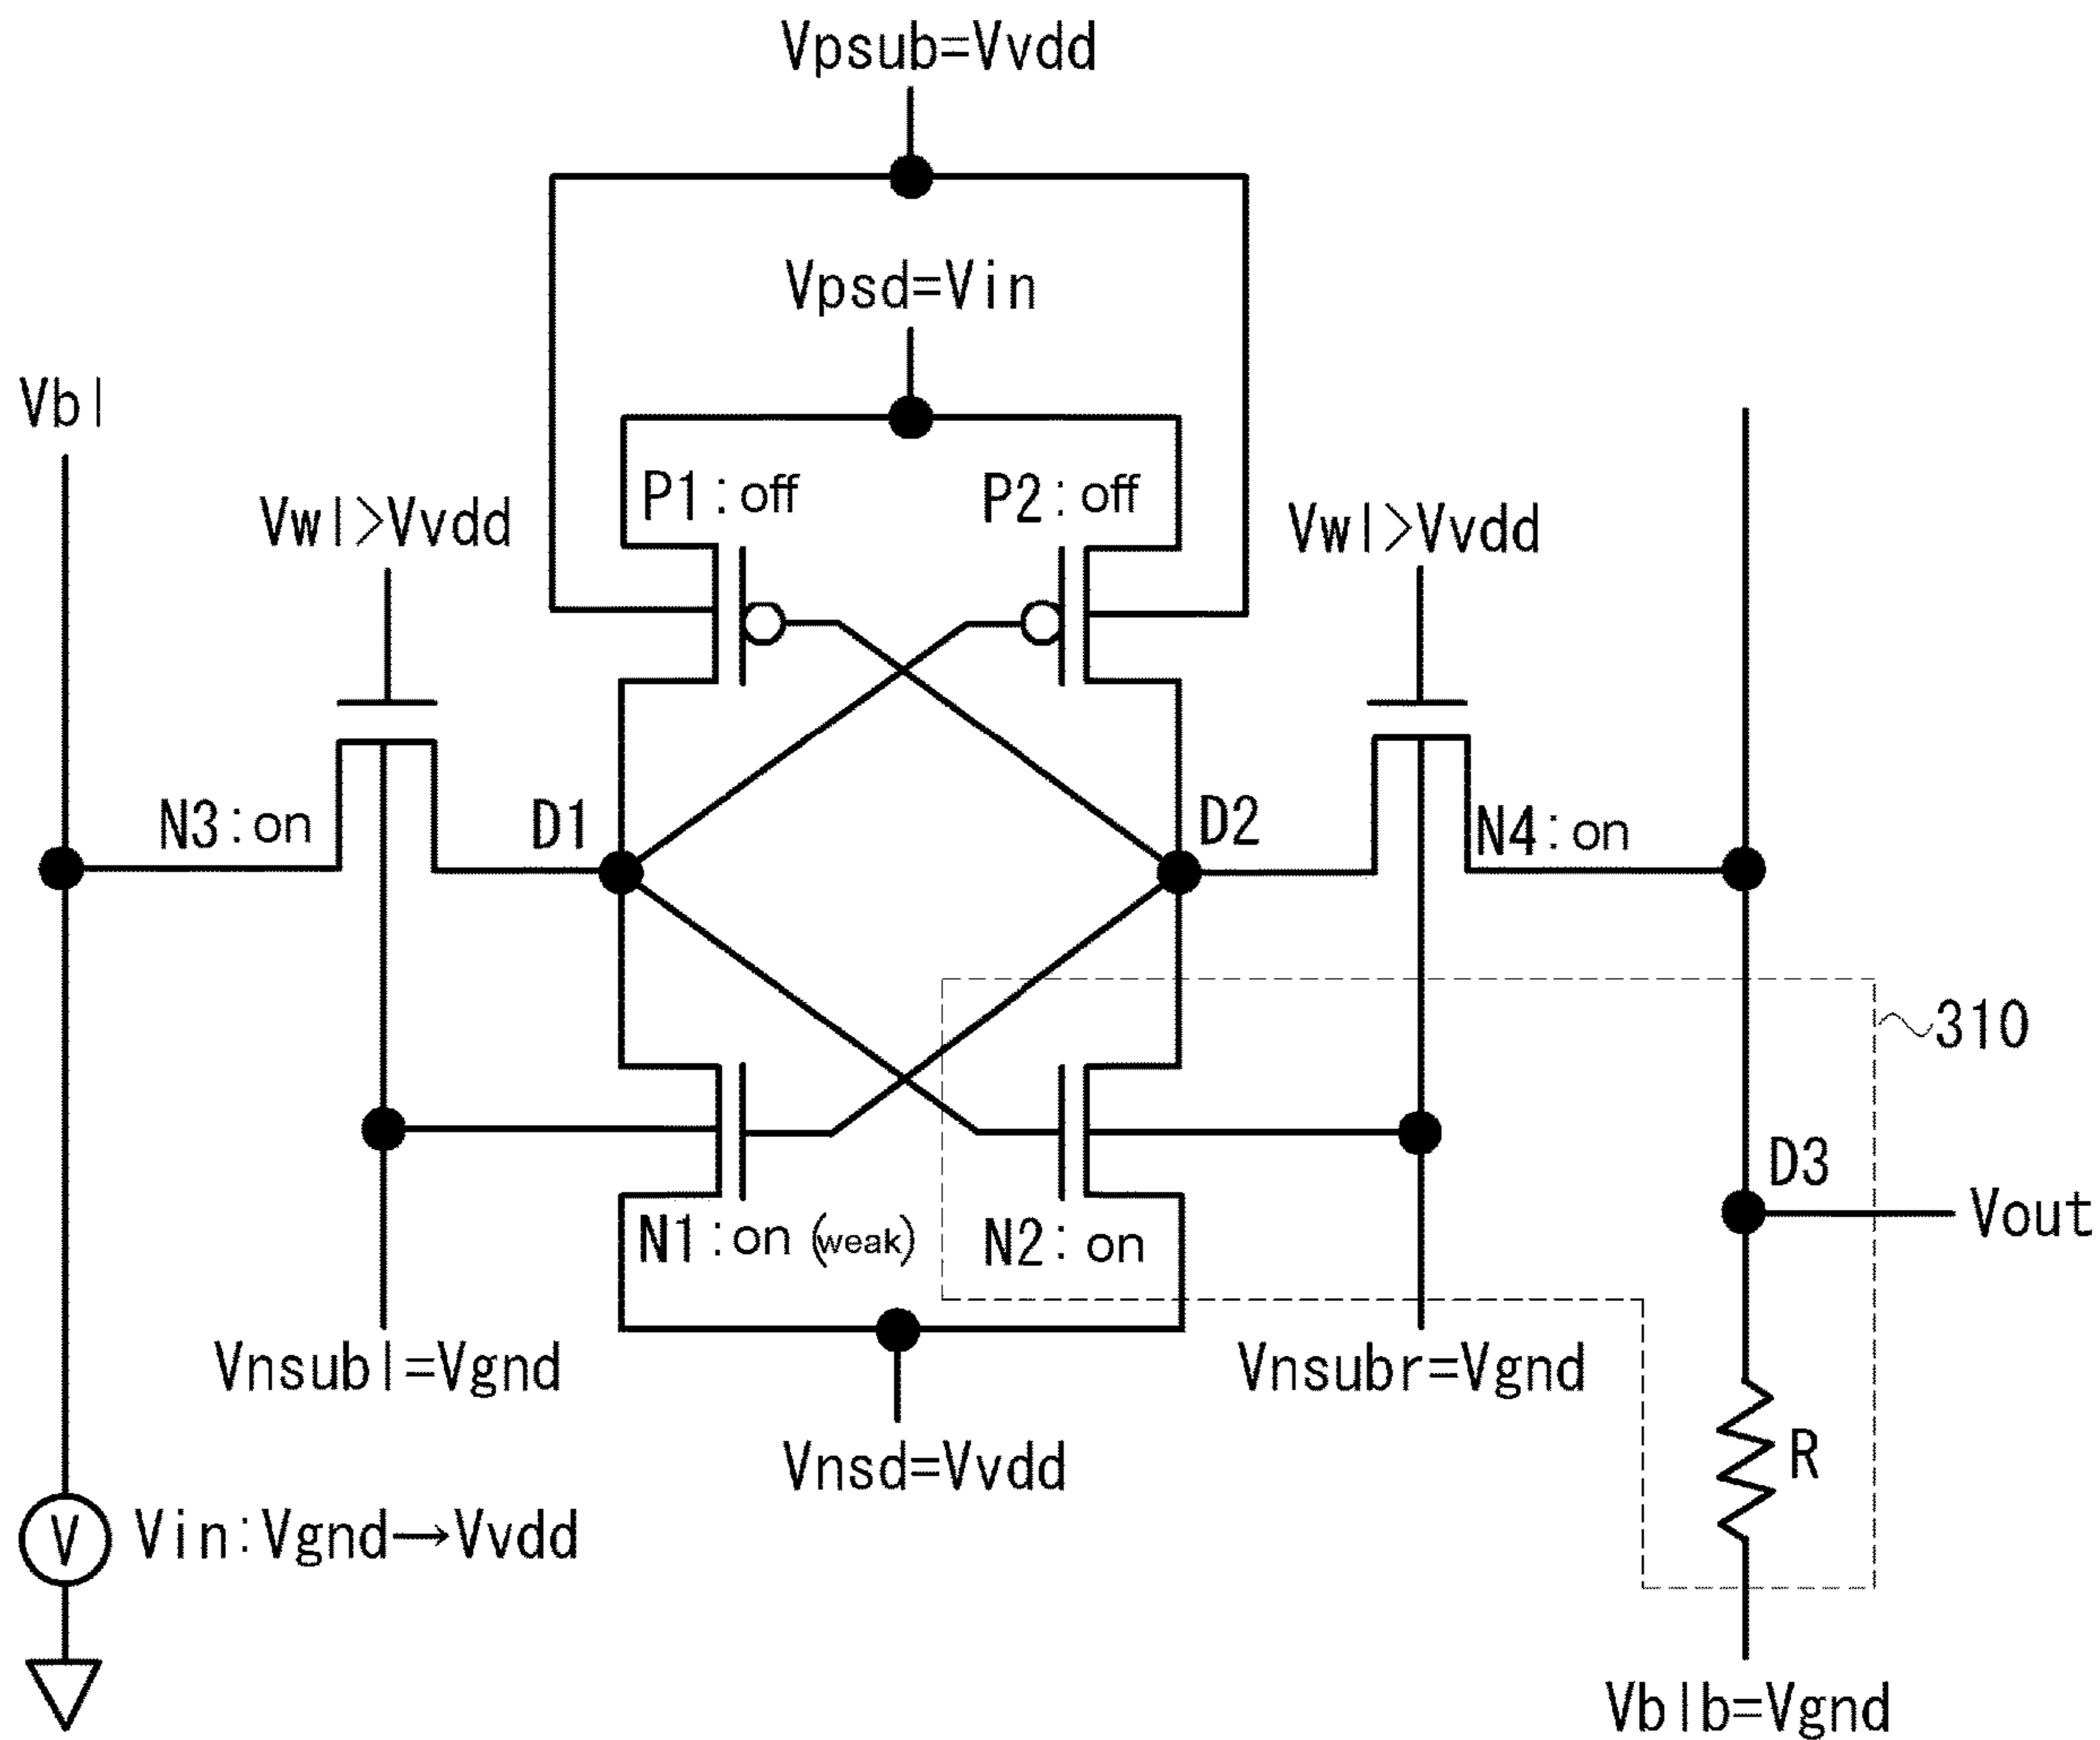 Vpsub=Vvdd
Vpsd=Vin
Vbl
P1:off
P2:off
Vwl>Vvdd
Vwl>Vvdd
N3:on
D1
D2
N4:on
310
D3
Vout
N1:on (weak)
N2:on
Vnsubl=Vgnd
Vnsubr=Vgnd
Vnsd=Vvdd
R
V
Vin:Vgnd→Vvdd
Vblb=Vgnd